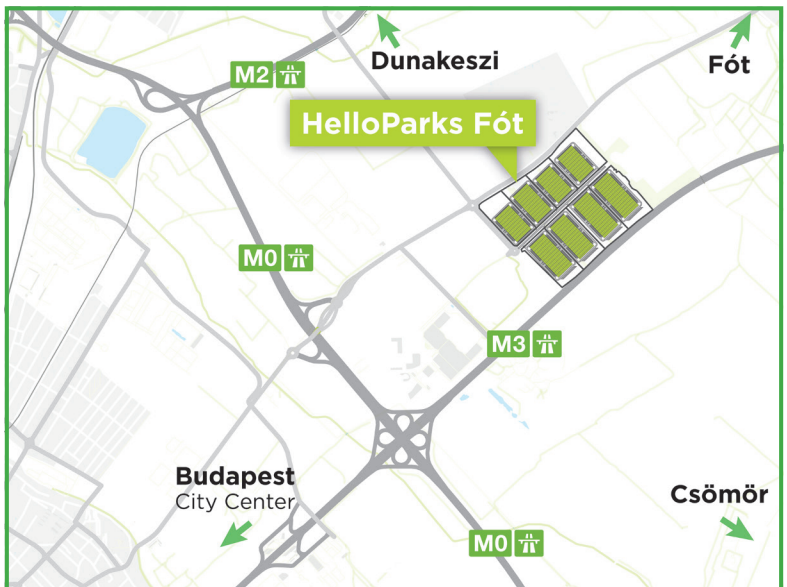 Dunakeszi
Fót
M2
HelloParks Fót
M0
M3
Budapest
City Center
Csömör
M0